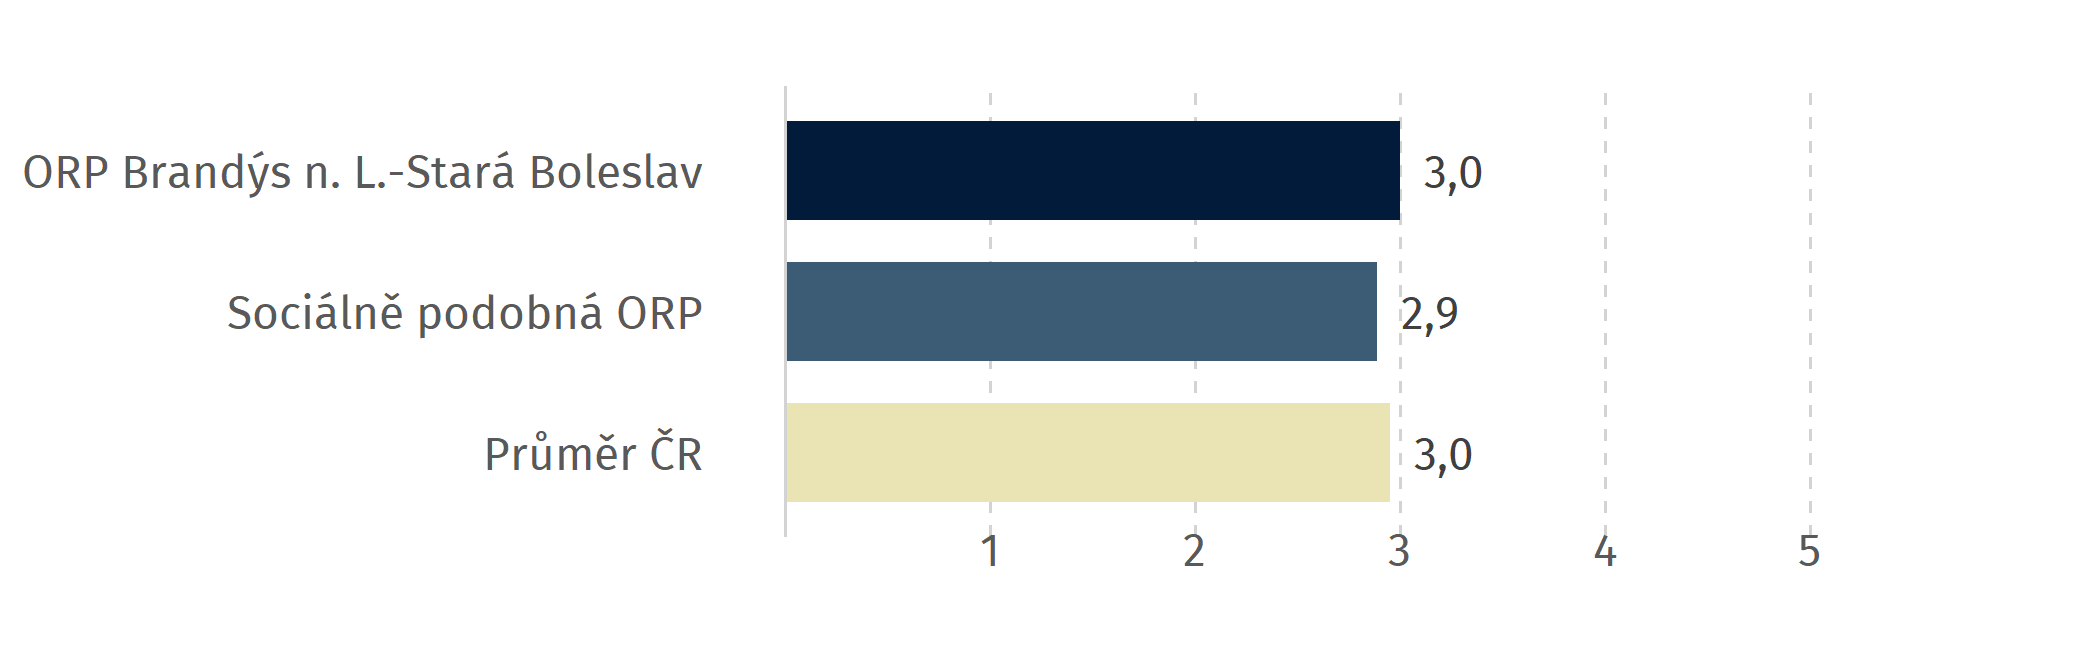 ORP Brandýs n. L.-Stará Boleslav 3,0
Sociálně podobná ORP 2,9
Průměr ČR 3,0
1 2 3 4 5